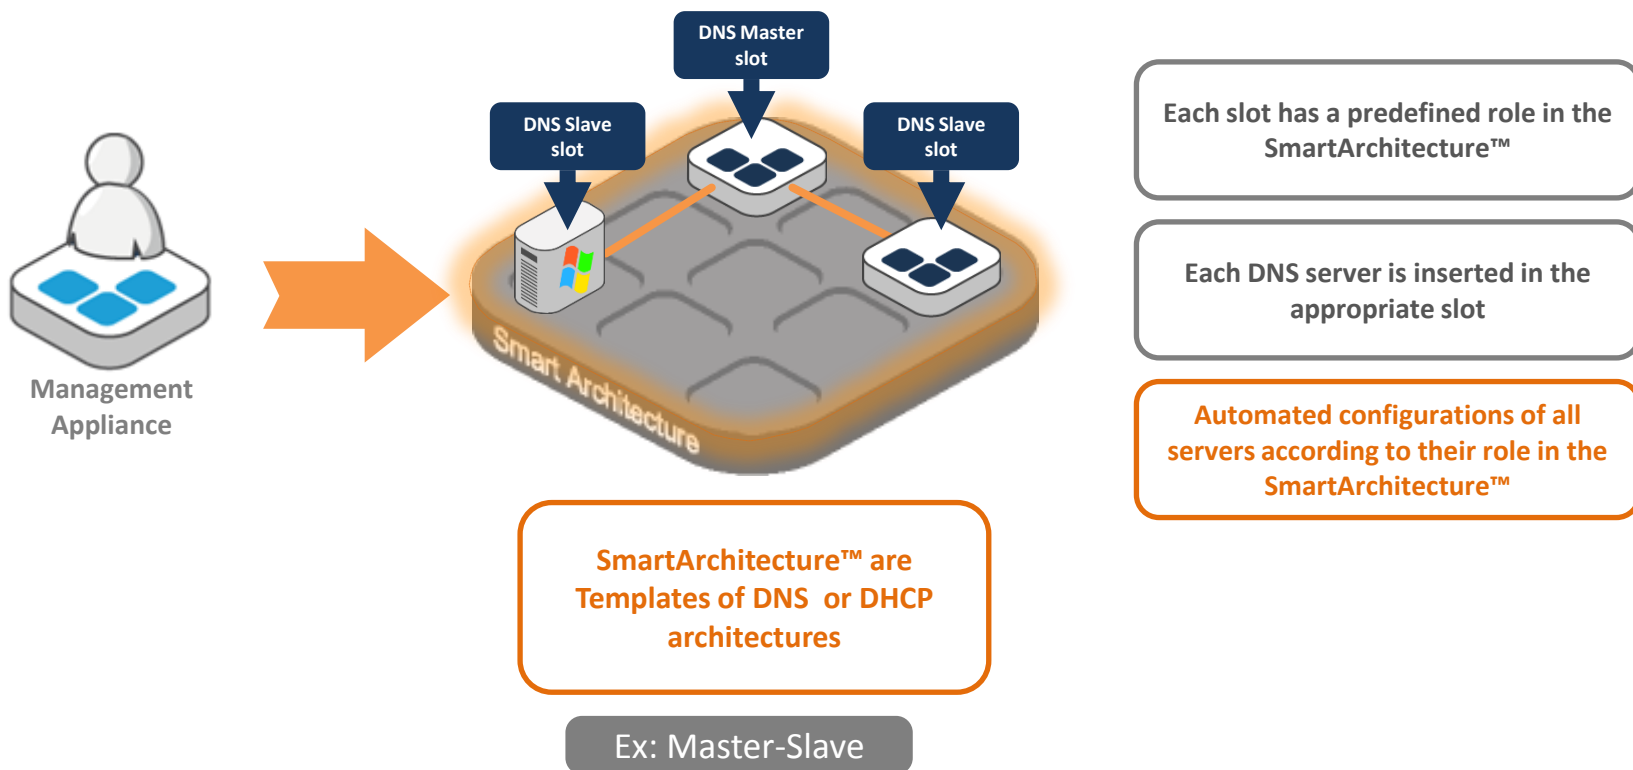 DNS Master
slot
DNS Slave
slot
DNS Slave
slot
Management
Appliance
Smart Architecture
Each slot has a predefined role in the
SmartArchitecture™
Each DNS server is inserted in the
appropriate slot
Automated configurations of all
servers according to their role in the
SmartArchitecture™
SmartArchitecture™ are
Templates of DNS  or DHCP
architectures
Ex: Master-Slave